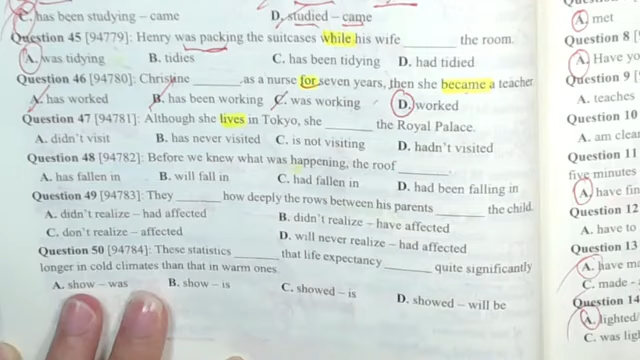 C. has been studying – came D. studied – came
Question 45 [94779]: Henry was packing the suitcases while his wife ________ the room.
A. was tidying B. tidies C. has been tidying D. had tidied
Question 46 [94780]: Christine ________ as a nurse for seven years, then she became a teacher
A. has worked B. has been working C. was working D. worked
Question 47 [94781]: Although she lives in Tokyo, she ________ the Royal Palace.
A. didn't visit B. has never visited C. is not visiting D. hadn't visited
Question 48 [94782]: Before we knew what was happening, the roof ________.
A. has fallen in B. will fall in C. had fallen in D. had been falling in
Question 49 [94783]: They ________ how deeply the rows between his parents ________ the child.
A. didn't realize – had affected B. didn't realize – have affected
C. don't realize – affected D. will never realize – had affected
Question 50 [94784]: These statistics ________ that life expectancy ________ quite significantly
longer in cold climates than that in warm ones
A. show – was B. show – is C. showed – is D. showed – will be
A. met
Question 8
A. Have yo
Question 9 [
A. teaches
Question 10
A. am clear
Question 11
five minutes
A. have fin
Question 12
A. have to
Question 13
A. have ma
C. made -
Question 14
A. lighted/
C. was ligh